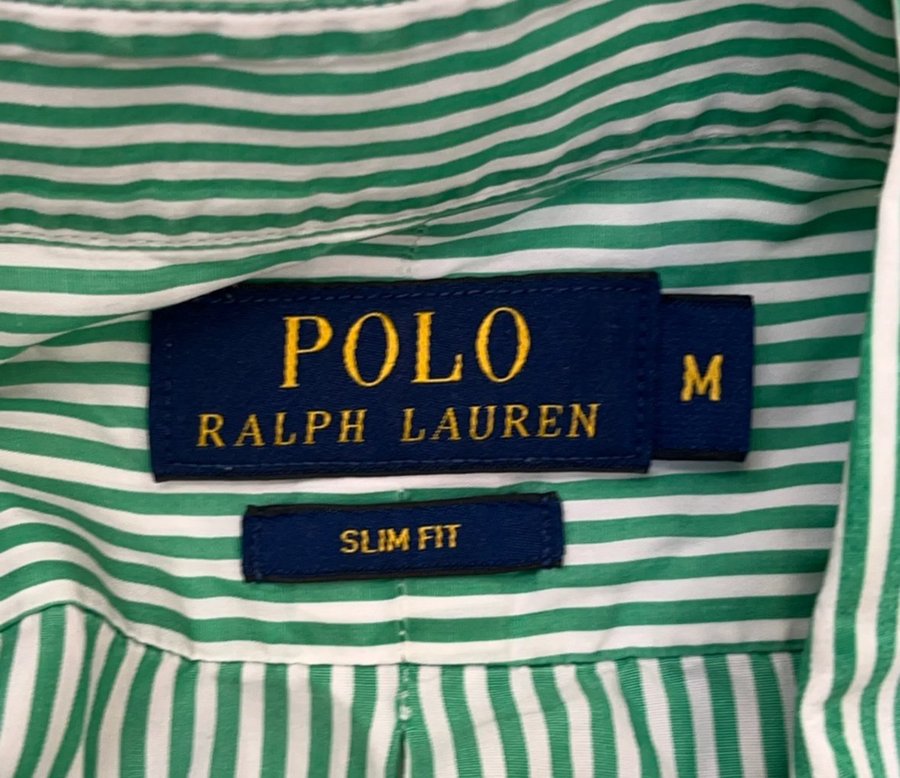 POLO
RALPH LAUREN
M
SLIM FIT